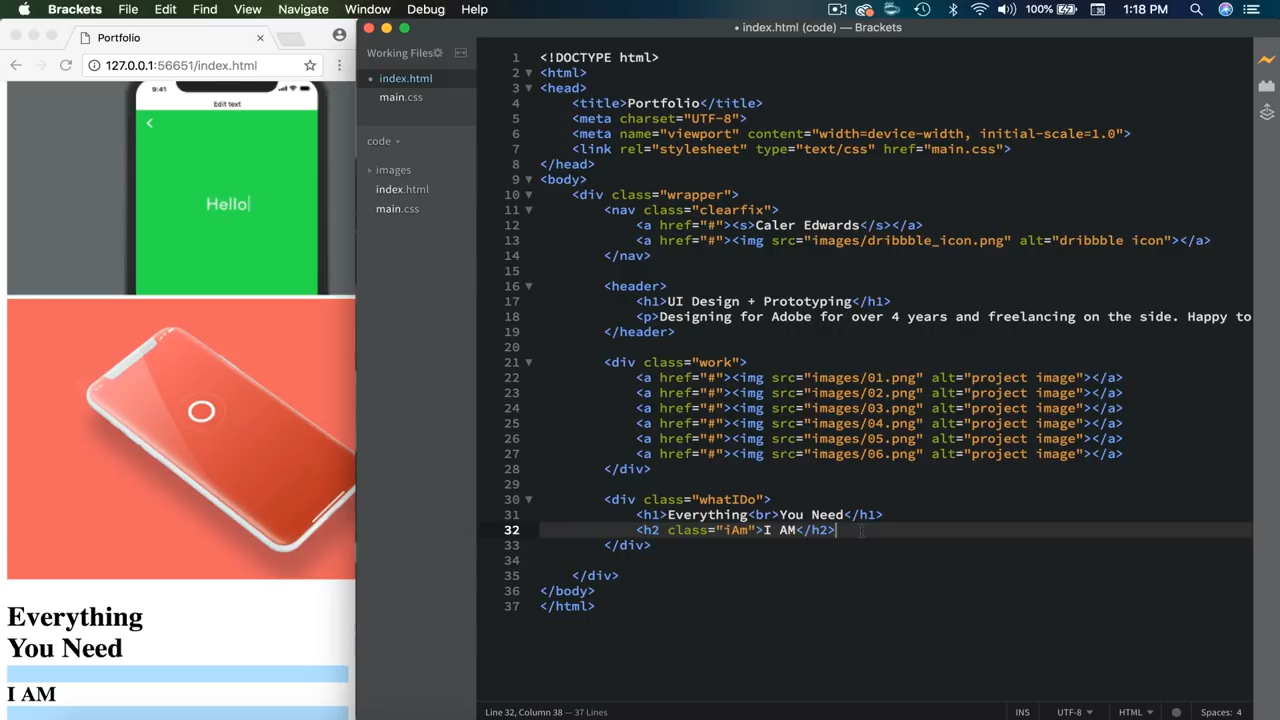 Brackets File Edit Find View Navigate Window Debug Help 100% 1:18 PM
Portfolio
127.0.0.1:56651/index.html
9:41
Edit text
Hello
Everything
You Need
I AM
• index.html (code) — Brackets
Working Files
• index.html
main.css
code
images
index.html
main.css
1 <!DOCTYPE html>
2 <html>
3 <head>
4 <title>Portfolio</title>
5 <meta charset="UTF-8">
6 <meta name="viewport" content="width=device-width, initial-scale=1.0">
7 <link rel="stylesheet" type="text/css" href="main.css">
8 </head>
9 <body>
10 <div class="wrapper">
11 <nav class="clearfix">
12 <a href="#"><s>Caler Edwards</s></a>
13 <a href="#"><img src="images/dribbble_icon.png" alt="dribbble icon"></a>
14 </nav>
15
16 <header>
17 <h1>UI Design + Prototyping</h1>
18 <p>Designing for Adobe for over 4 years and freelancing on the side. Happy to
19 </header>
20
21 <div class="work">
22 <a href="#"><img src="images/01.png" alt="project image"></a>
23 <a href="#"><img src="images/02.png" alt="project image"></a>
24 <a href="#"><img src="images/03.png" alt="project image"></a>
25 <a href="#"><img src="images/04.png" alt="project image"></a>
26 <a href="#"><img src="images/05.png" alt="project image"></a>
27 <a href="#"><img src="images/06.png" alt="project image"></a>
28 </div>
29
30 <div class="whatIDo">
31 <h1>Everything<br>You Need</h1>
32 <h2 class="iAm">I AM</h2>
33 </div>
34
35 </div>
36 </body>
37 </html>
Line 32, Column 38 — 37 Lines INS UTF-8 HTML Spaces: 4